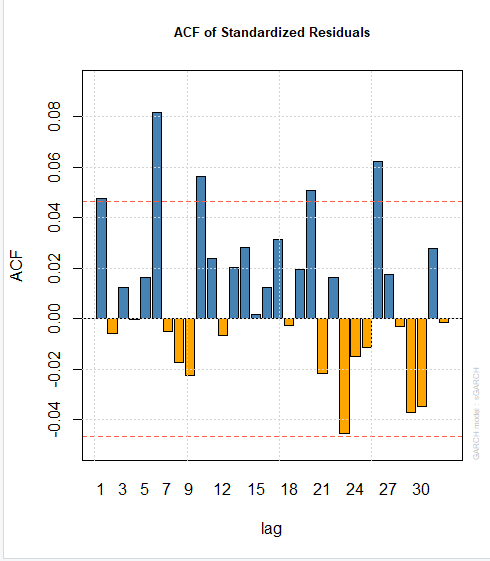 ACF of Standardized Residuals
ACF
0.08
0.06
0.04
0.02
0.00
-0.02
-0.04
1 3 5 7 9 12 15 18 21 24 27 30
lag
GARCH model : sGARCH